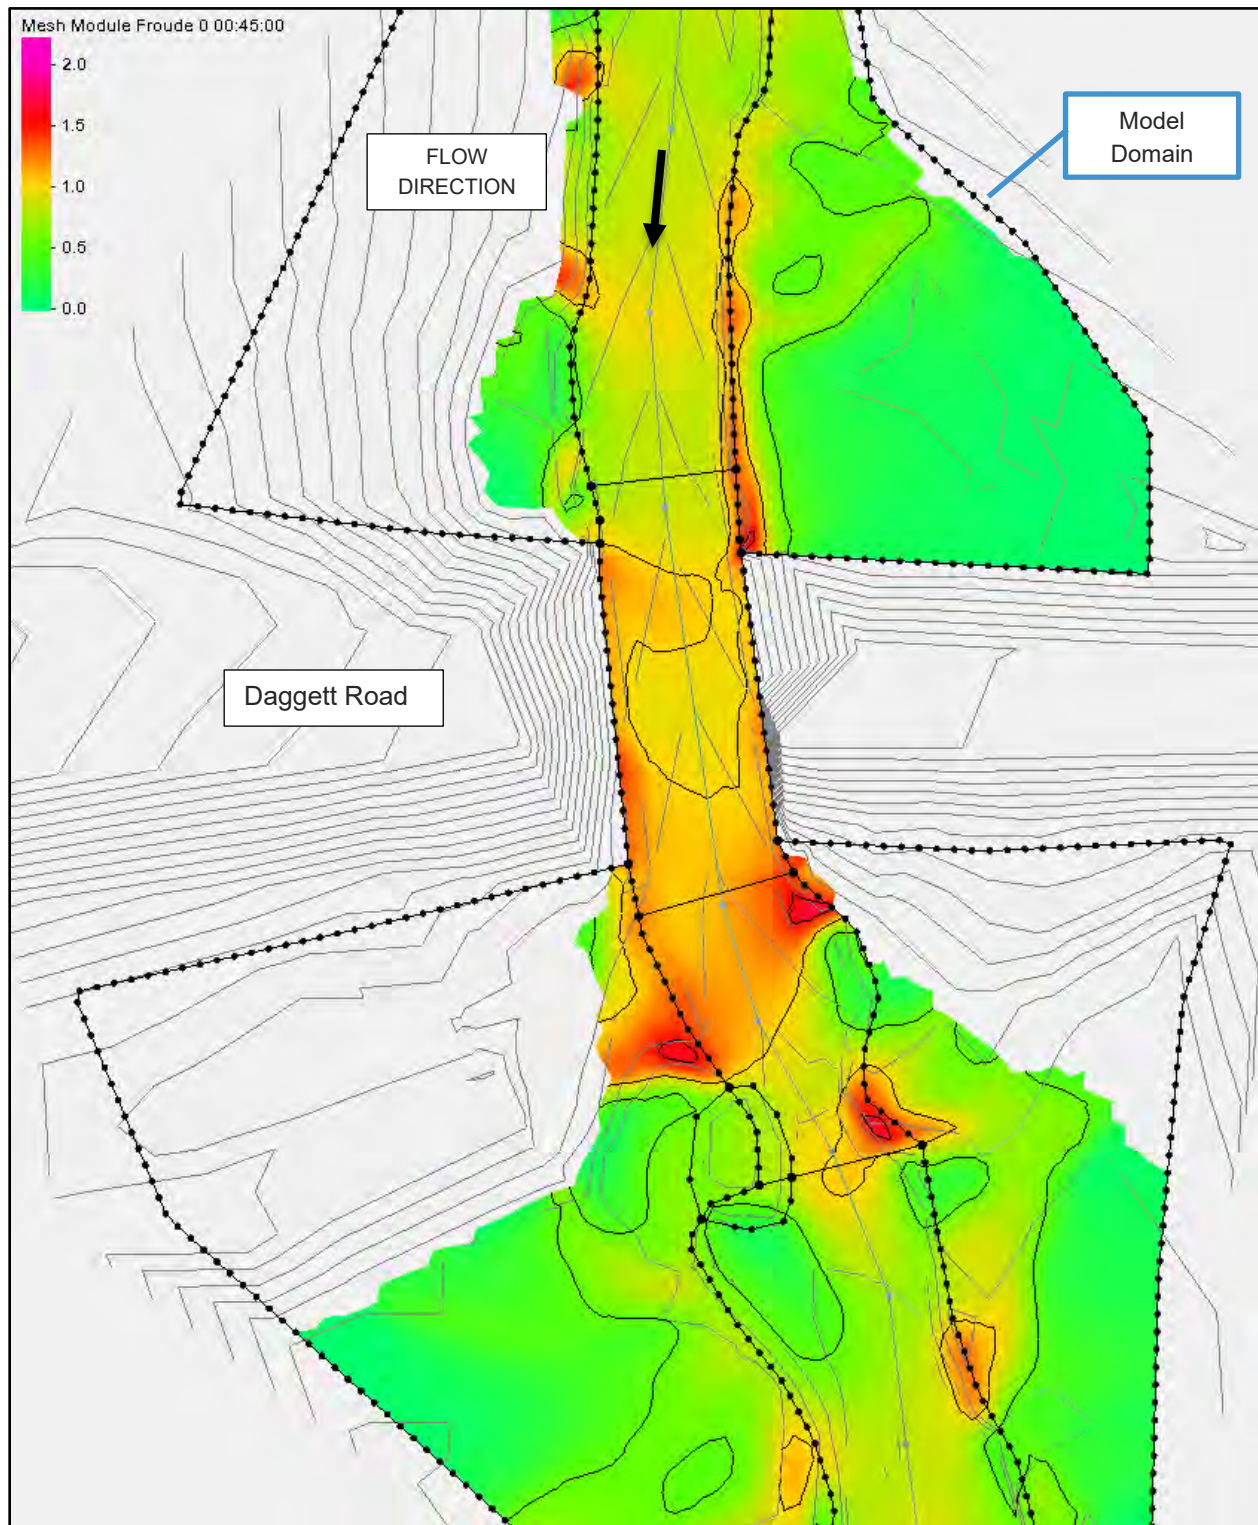 Mesh Module Froude 0 00:45:00
2.0
1.5
1.0
0.5
0.0
FLOW
DIRECTION
Model
Domain
Daggett Road